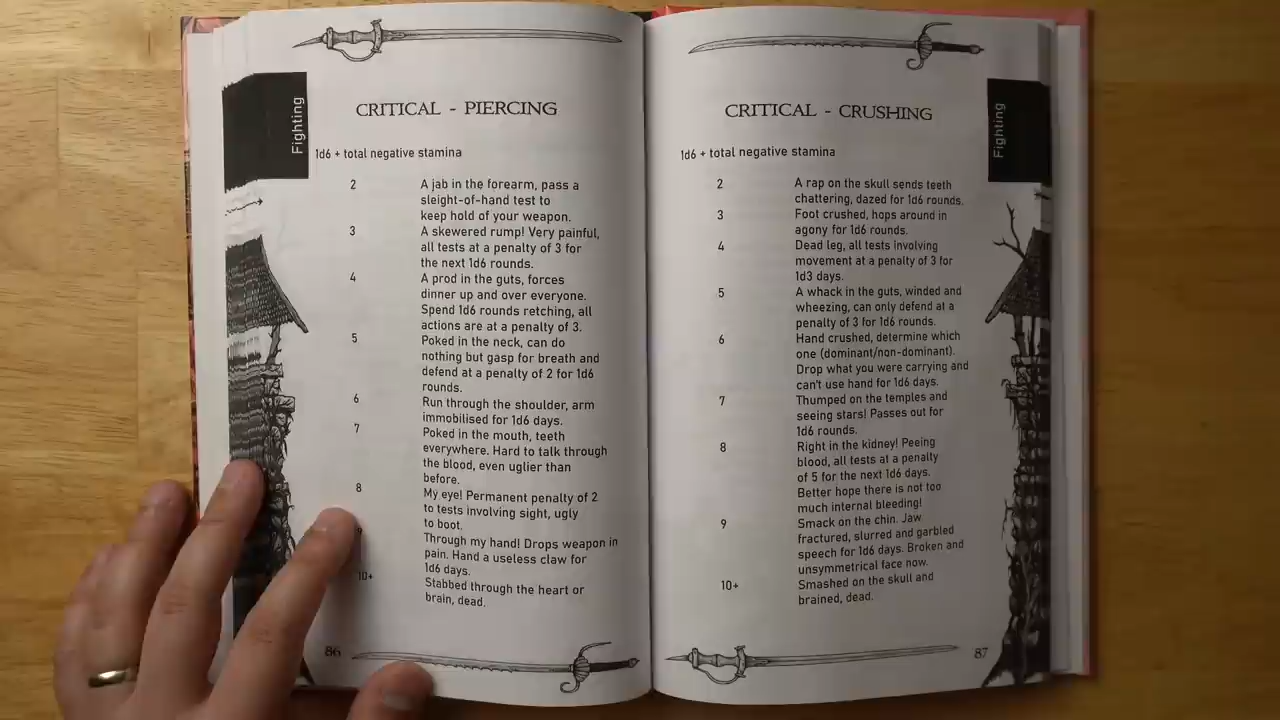 Fighting
CRITICAL - PIERCING
1d6 + total negative stamina
2 A jab in the forearm, pass a
sleight-of-hand test to
keep hold of your weapon.
3 A skewered rump! Very painful,
all tests at a penalty of 3 for
the next 1d6 rounds.
4 A prod in the guts, forces
dinner up and over everyone.
Spend 1d6 rounds retching, all
actions are at a penalty of 3.
5 Poked in the neck, can do
nothing but gasp for breath and
defend at a penalty of 2 for 1d6
rounds.
6 Run through the shoulder, arm
immobilised for 1d6 days.
7 Poked in the mouth, teeth
everywhere. Hard to talk through
the blood, even uglier than
before.
8 My eye! Permanent penalty of 2
to tests involving sight, ugly
to boot.
9 Through my hand! Drops weapon in
pain. Hand a useless claw for
1d6 days.
10+ Stabbed through the heart or
brain, dead.
86
Fighting
CRITICAL - CRUSHING
1d6 + total negative stamina
2 A rap on the skull sends teeth
chattering, dazed for 1d6 rounds.
3 Foot crushed, hops around in
agony for 1d6 rounds.
4 Dead leg, all tests involving
movement at a penalty of 3 for
1d3 days.
5 A whack in the guts, winded and
wheezing, can only defend at a
penalty of 3 for 1d6 rounds.
6 Hand crushed, determine which
one (dominant/non-dominant).
Drop what you were carrying and
can't use hand for 1d6 days.
7 Thumped on the temples and
seeing stars! Passes out for
1d6 rounds.
8 Right in the kidney! Peeing
blood, all tests at a penalty
of 5 for the next 1d6 days.
Better hope there is not too
much internal bleeding!
9 Smack on the chin. Jaw
fractured, slurred and garbled
speech for 1d6 days. Broken and
unsymmetrical face now.
10+ Smashed on the skull and
brained, dead.
87